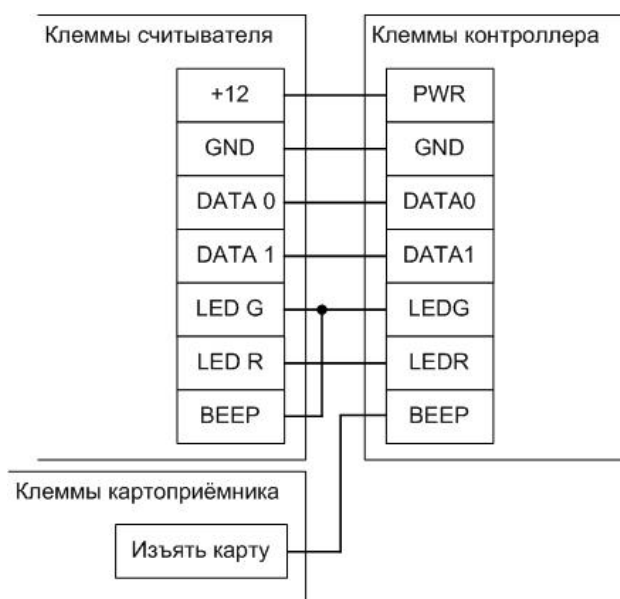 Клеммы считывателя
Клеммы контроллера
+12
PWR
GND
GND
DATA 0
DATA0
DATA 1
DATA1
LED G
LEDG
LED R
LEDR
BEEP
BEEP
Клеммы картоприёмника
Изъять карту